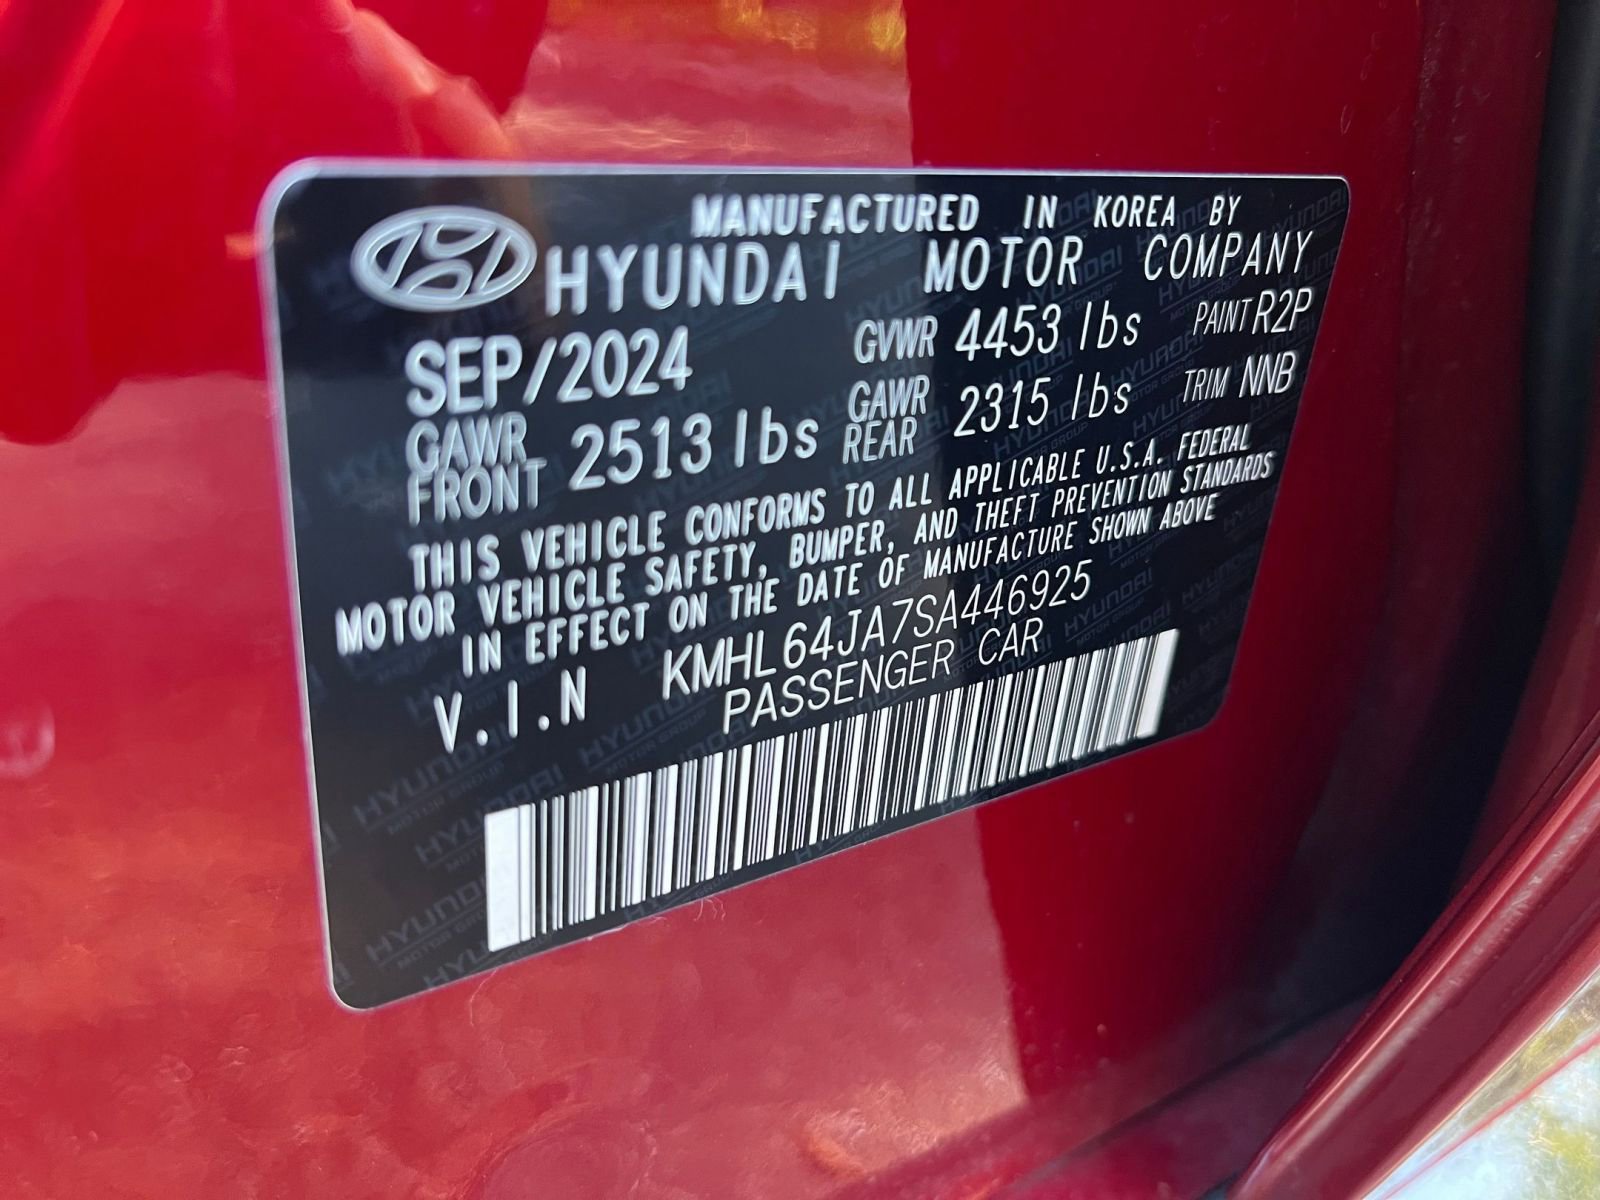 MANUFACTURED IN KOREA BY
HYUNDAI MOTOR COMPANY
SEP/2024 GVWR 4453 lbs PAINT R2P
GAWR FRONT 2513 lbs GAWR REAR 2315 lbs TRIM NNB
THIS VEHICLE CONFORMS TO ALL APPLICABLE U.S.A. FEDERAL
MOTOR VEHICLE SAFETY, BUMPER, AND THEFT PREVENTION STANDARDS
IN EFFECT ON THE DATE OF MANUFACTURE SHOWN ABOVE
V.I.N KMHL64JA7SA446925
PASSENGER CAR